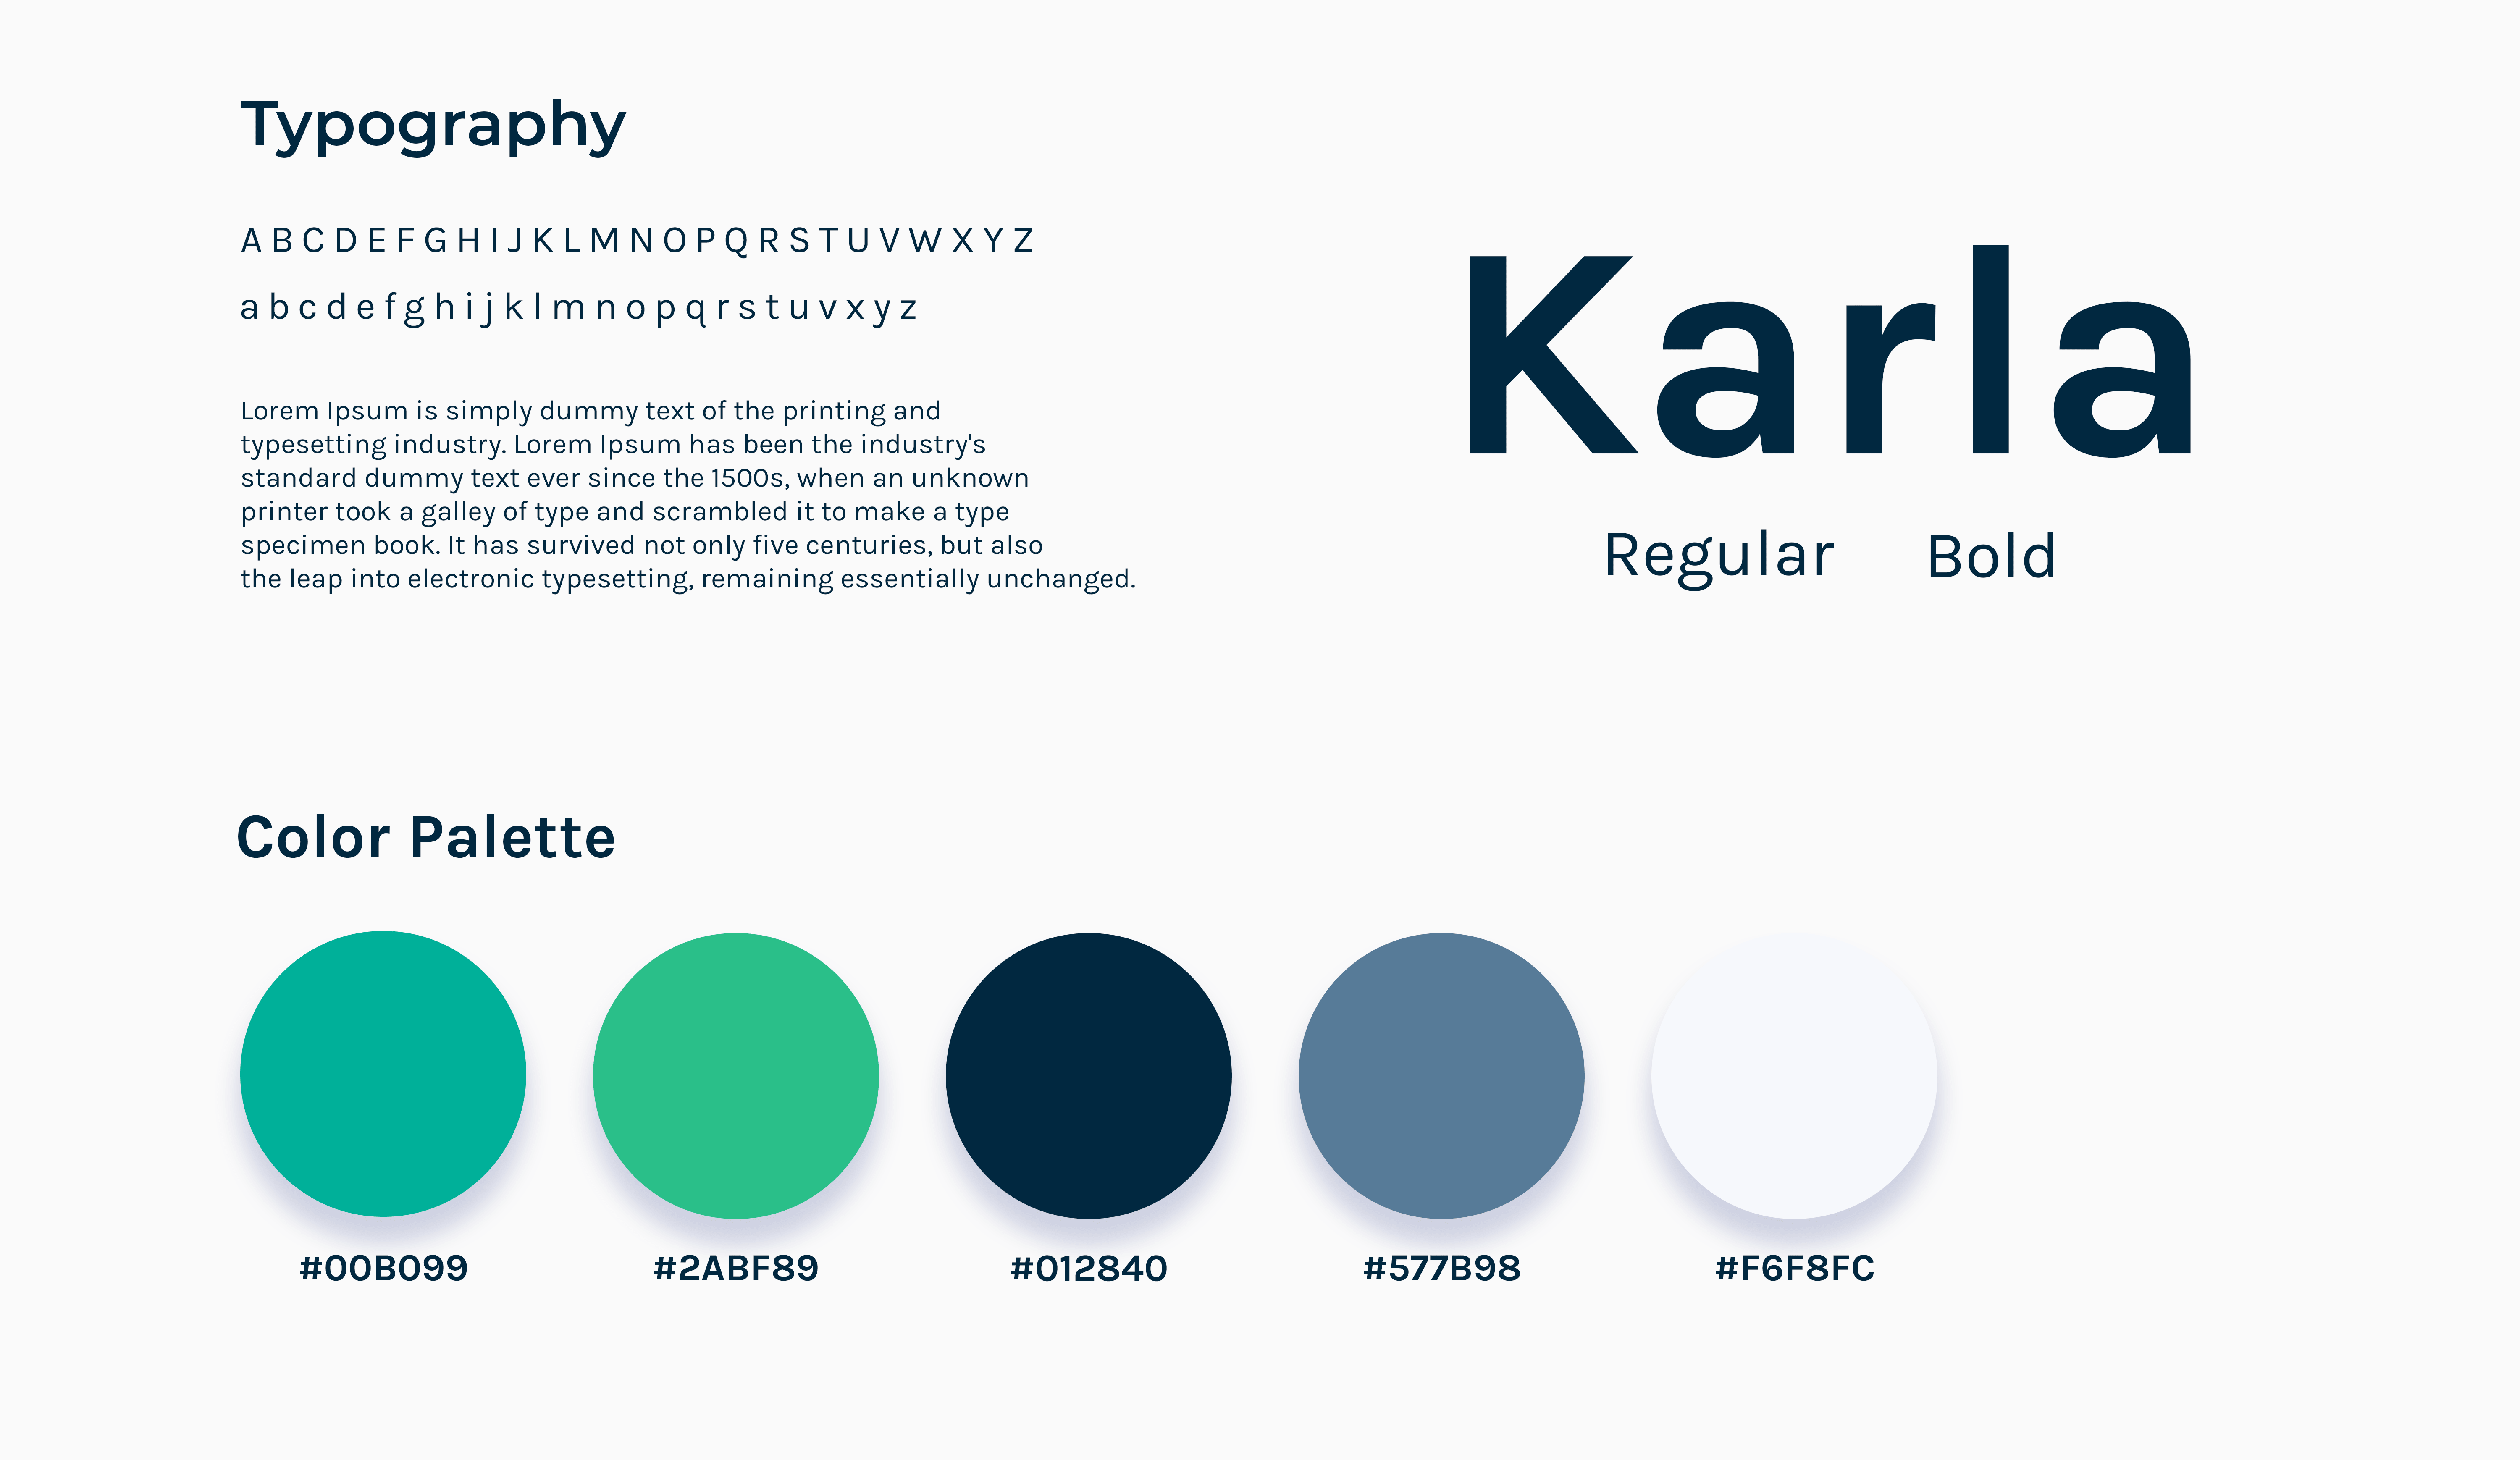 Typography
A B C D E F G H I J K L M N O P Q R S T U V W X Y Z
a b c d e f g h i j k l m n o p q r s t u v x y z
Lorem Ipsum is simply dummy text of the printing and
typesetting industry. Lorem Ipsum has been the industry's
standard dummy text ever since the 1500s, when an unknown
printer took a galley of type and scrambled it to make a type
specimen book. It has survived not only five centuries, but also
the leap into electronic typesetting, remaining essentially unchanged.
Karla
Regular Bold
Color Palette
#00B099 #2ABF89 #012840 #577B98 #F6F8FC